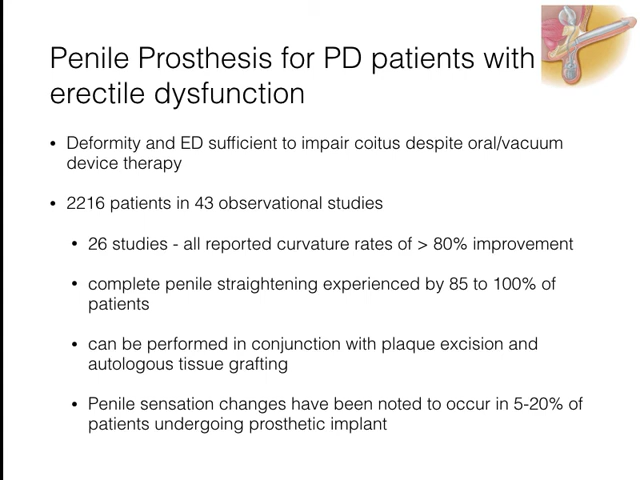 Penile Prosthesis for PD patients with
erectile dysfunction
• Deformity and ED sufficient to impair coitus despite oral/vacuum
device therapy
• 2216 patients in 43 observational studies
• 26 studies - all reported curvature rates of > 80% improvement
• complete penile straightening experienced by 85 to 100% of
patients
• can be performed in conjunction with plaque excision and
autologous tissue grafting
• Penile sensation changes have been noted to occur in 5-20% of
patients undergoing prosthetic implant